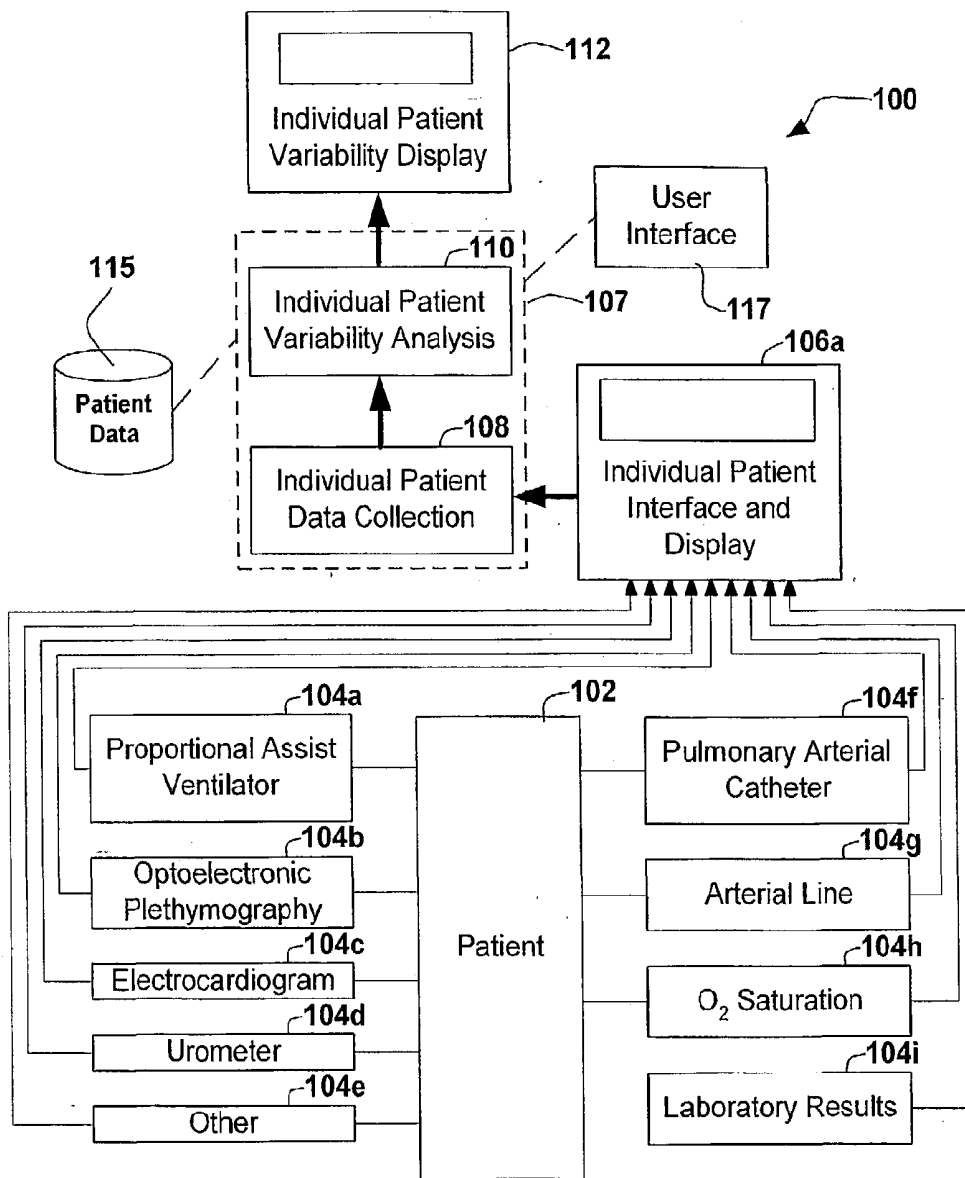 112
Individual Patient
Variability Display
100
User
Interface
117
110
107
115
Individual Patient
Variability Analysis
Patient
Data
106a
108
Individual Patient
Data Collection
Individual Patient
Interface and
Display
104a
Proportional Assist
Ventilator
104b
Optoelectronic
Plethymography
104c
Electrocardiogram
104d
Urometer
104e
Other
102
Patient
104f
Pulmonary Arterial
Catheter
104g
Arterial Line
104h
O₂ Saturation
104i
Laboratory Results